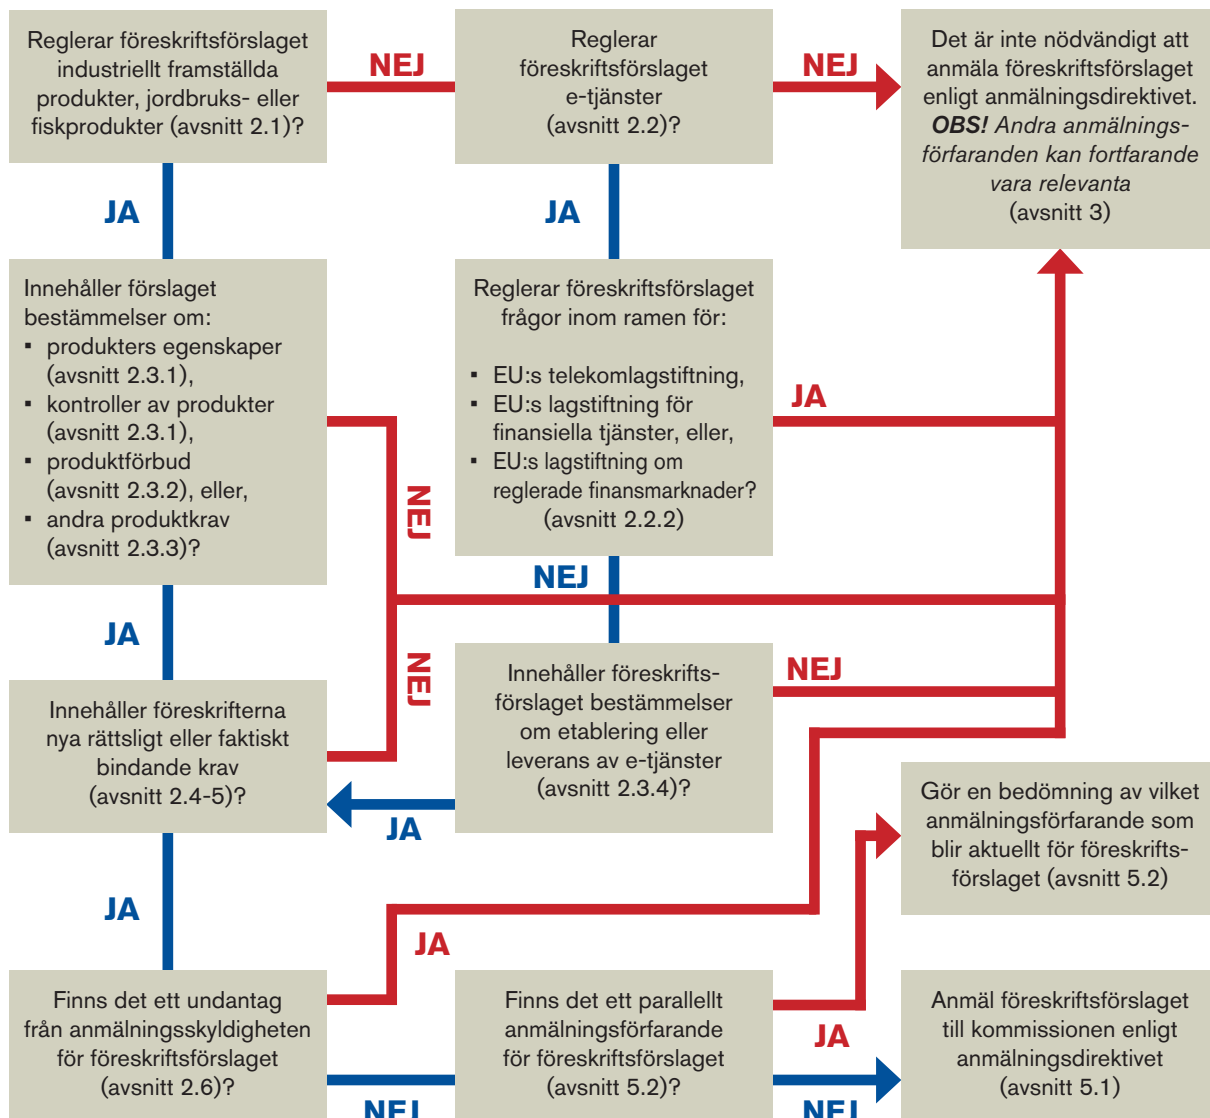 Reglerar föreskriftsförslaget
industriellt framställda
produkter, jordbruks- eller
fiskprodukter (avsnitt 2.1)?
NEJ
Reglerar
föreskriftsförslaget
e-tjänster
(avsnitt 2.2)?
NEJ
Det är inte nödvändigt att
anmäla föreskriftsförslaget
enligt anmälningsdirektivet.
OBS! Andra anmälnings-
förfaranden kan fortfarande
vara relevanta
(avsnitt 3)
JA
JA
Innehåller förslaget
bestämmelser om:
▪ produkters egenskaper
(avsnitt 2.3.1),
▪ kontroller av produkter
(avsnitt 2.3.1),
▪ produktförbud
(avsnitt 2.3.2), eller,
▪ andra produktkrav
(avsnitt 2.3.3)?
NEJ
Reglerar föreskriftsförslaget
frågor inom ramen för:
▪ EU:s telekomlagstiftning,
▪ EU:s lagstiftning för
finansiella tjänster, eller,
▪ EU:s lagstiftning om
reglerade finansmarknader?
(avsnitt 2.2.2)
JA
NEJ
JA
NEJ
Innehåller föreskrifterna
nya rättsligt eller faktiskt
bindande krav
(avsnitt 2.4-5)?
Innehåller föreskrifts-
förslaget bestämmelser
om etablering eller
leverans av e-tjänster
(avsnitt 2.3.4)?
NEJ
JA
Gör en bedömning av vilket
anmälningsförfarande som
blir aktuellt för föreskrifts-
förslaget (avsnitt 5.2)
JA
JA
Finns det ett undantag
från anmälningsskyldigheten
för föreskriftsförslaget
(avsnitt 2.6)?
NEJ
Finns det ett parallellt
anmälningsförfarande
för föreskriftsförslaget
(avsnitt 5.2)?
JA
NEJ
Anmäl föreskriftsförslaget
till kommissionen enligt
anmälningsdirektivet
(avsnitt 5.1)